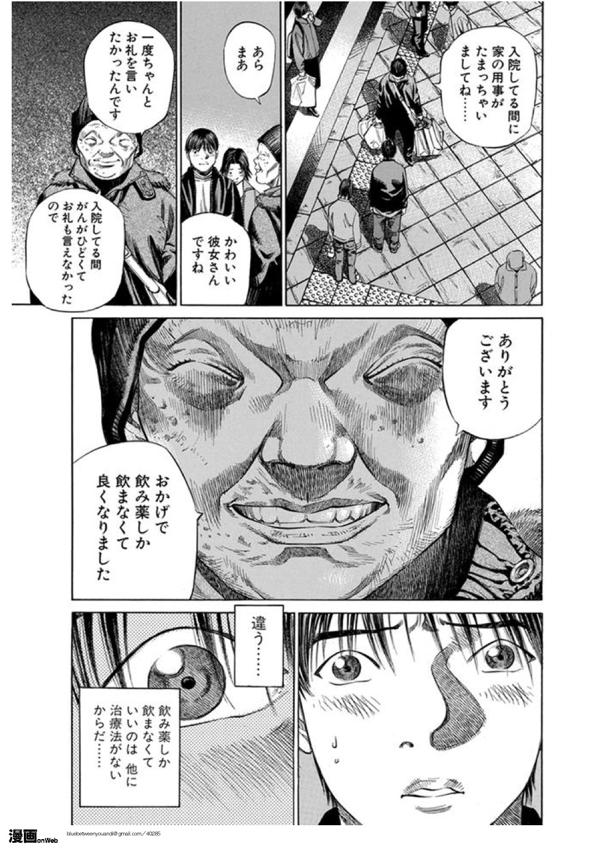 入院してる間に
家の用事が
たまっちゃい
ましてね……
あら
まあ
かわいい
彼女さん
ですね
一度ちゃんと
お礼を言い
たかったんです
入院してる間
がんがひどくて
お礼も言えなかった
ので
ありがとう
ございます
おかげで
飲み薬しか
飲まなくて
良くなりました
違う……
飲み薬しか
飲まなくて
いいのは 他に
治療法がない
からだ……
漫画onWeb
bluebetweenyouandi@gmail.com/40285